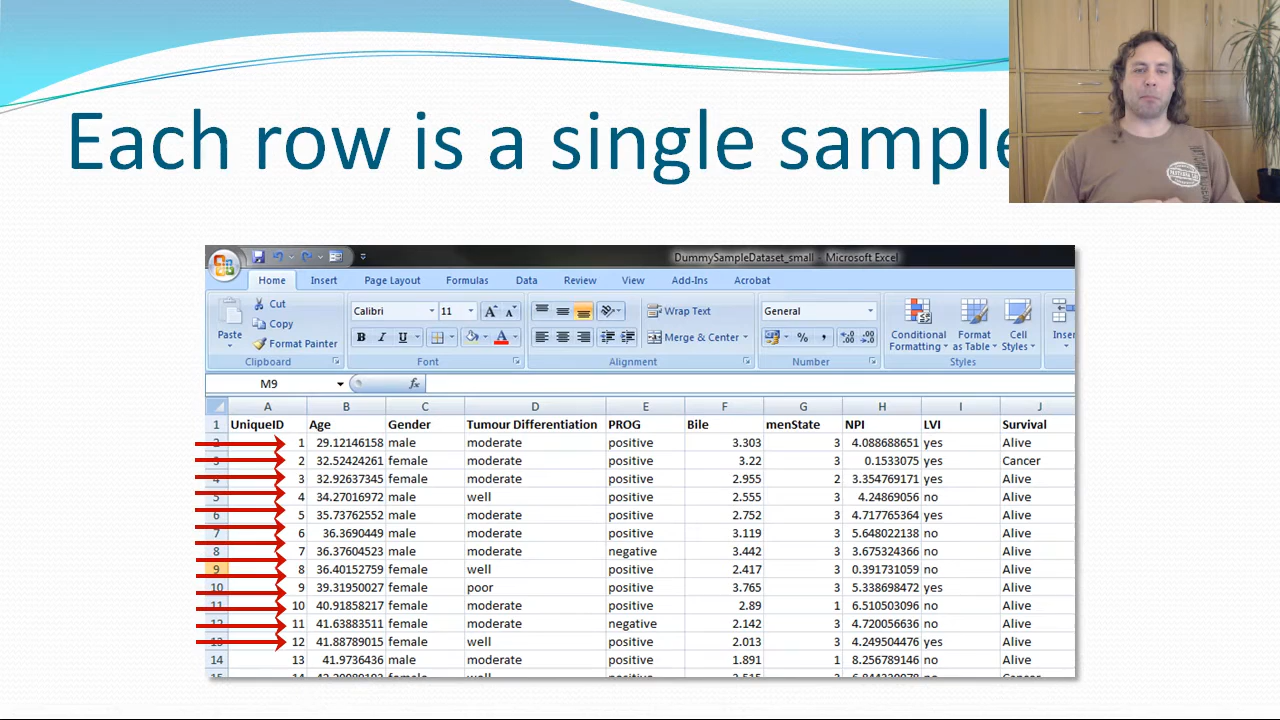 Each row is a single sample
DummySampleDataset_small - Microsoft Excel
Home Insert Page Layout Formulas Data Review View Add-Ins Acrobat
Paste Cut Copy Format Painter Clipboard
Calibri 11 B I U A Font
Wrap Text Merge & Center Alignment
General % , Number
Conditional Formatting Format as Table Cell Styles Styles
M9 fx
A B C D E F G H I J
1 UniqueID Age Gender Tumour Differentiation PROG Bile menState NPI LVI Survival
2 1 29.12146158 male moderate positive 3.303 3 4.088688651 yes Alive
3 2 32.52424261 female moderate positive 3.22 3 0.1533075 yes Cancer
4 3 32.92637345 female moderate positive 2.955 2 3.354769171 yes Alive
5 4 34.27016972 male well positive 2.555 3 4.24869056 no Alive
6 5 35.73762552 male moderate positive 2.752 3 4.717765364 yes Alive
7 6 36.3690449 male moderate positive 3.119 3 5.648022138 no Alive
8 7 36.37604523 male moderate negative 3.442 3 3.675324366 no Alive
9 8 36.40152759 female well positive 2.417 3 0.391731059 no Alive
10 9 39.31950027 female poor positive 3.765 3 5.338698472 yes Alive
11 10 40.91858217 female moderate positive 2.89 1 6.510503096 no Alive
12 11 41.63883511 female moderate negative 2.142 3 4.720056636 no Alive
13 12 41.88789015 female well positive 2.013 3 4.249504476 yes Alive
14 13 41.9736436 male moderate positive 1.891 1 8.256789146 no Alive